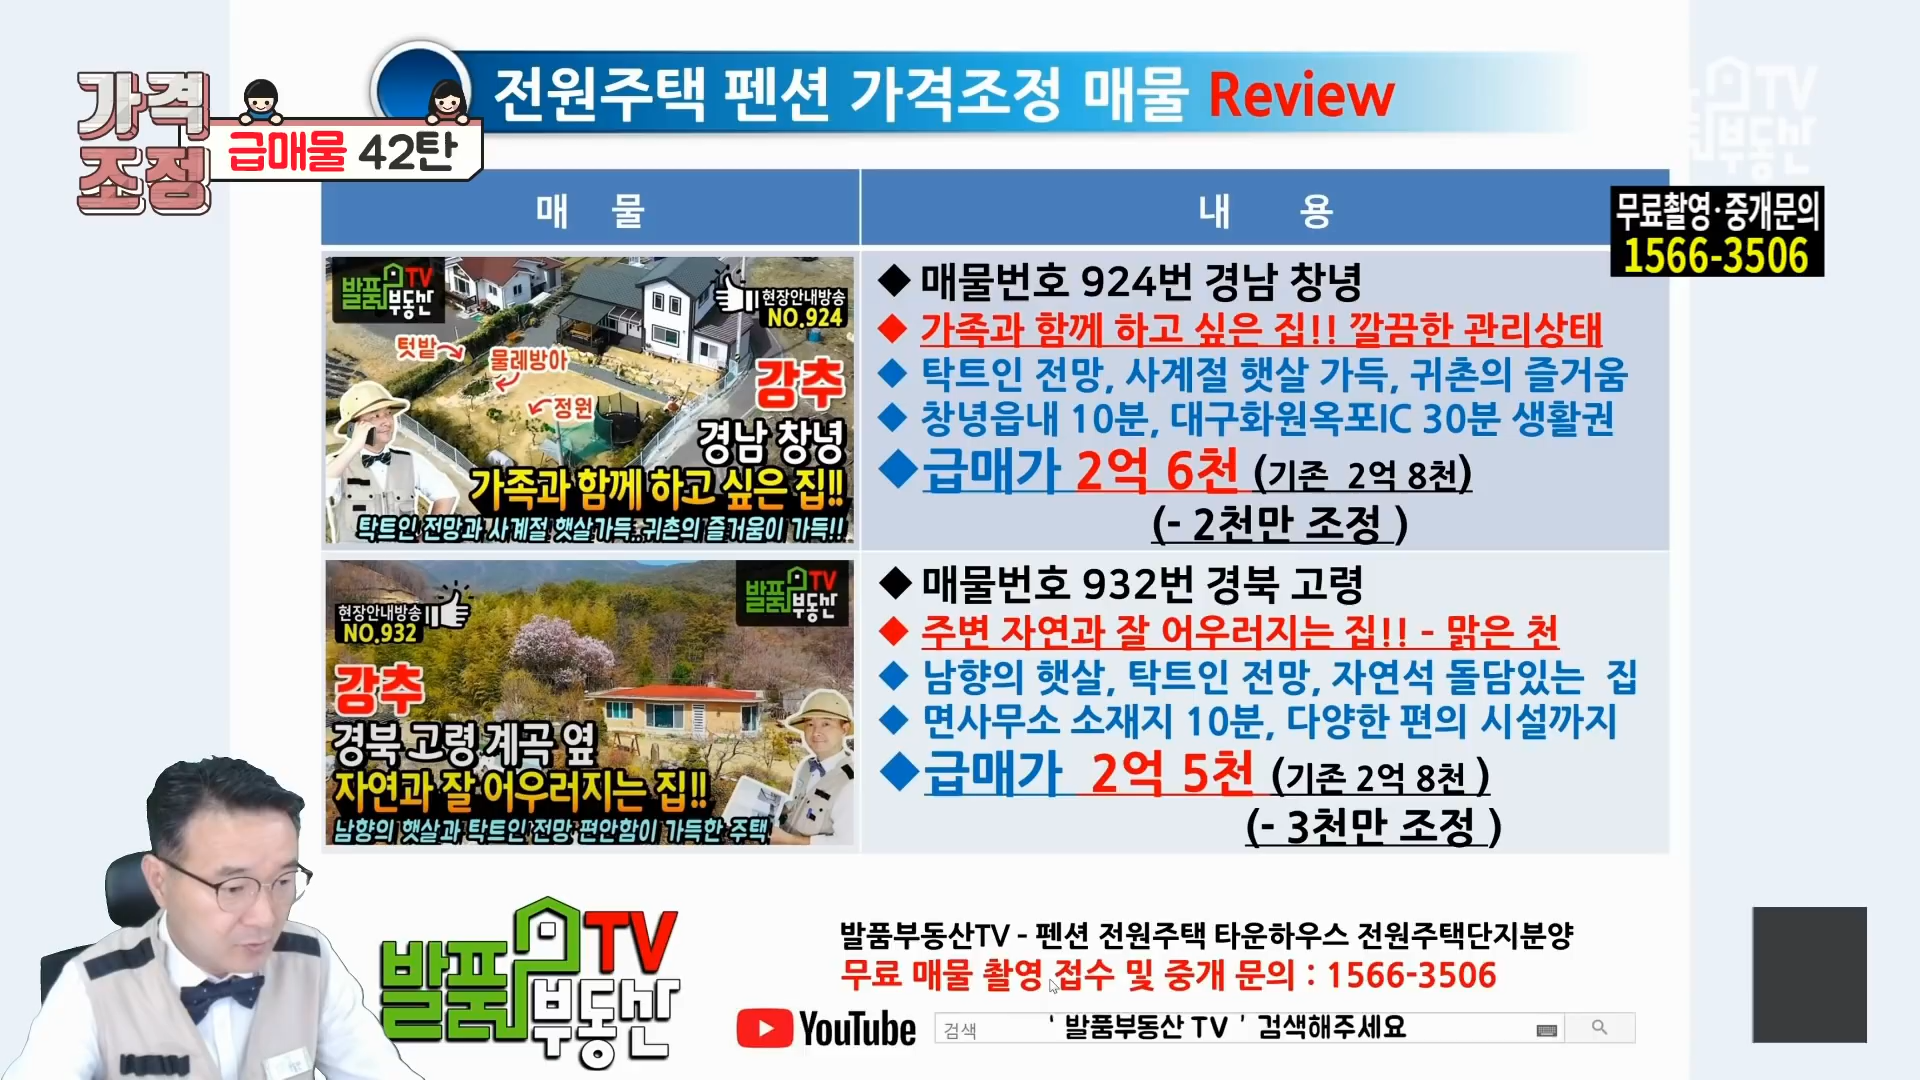 가격
조정
급매물 42탄
전원주택 펜션 가격조정 매물 Review
TV
부동산
무료촬영·중개문의
1566-3506
매 물
내 용
발품부동산TV
현장안내방송
NO.924
텃밭
물레방아
정원
강추
경남 창녕
가족과 함께 하고 싶은 집!!
탁트인 전망과 사계절 햇살가득..귀촌의 즐거움이 가득!!
◆ 매물번호 924번 경남 창녕
◆ 가족과 함께 하고 싶은 집!! 깔끔한 관리상태
◆ 탁트인 전망, 사계절 햇살 가득, 귀촌의 즐거움
◆ 창녕읍내 10분, 대구화원옥포IC 30분 생활권
◆급매가 2억 6천 (기존 2억 8천)
(- 2천만 조정 )
현장안내방송
NO.932
발품부동산TV
강추
경북 고령 계곡 옆
자연과 잘 어우러지는 집!!
남향의 햇살과 탁트인 전망 편안함이 가득한 주택
◆ 매물번호 932번 경북 고령
◆ 주변 자연과 잘 어우러지는 집!! - 맑은 천
◆ 남향의 햇살, 탁트인 전망, 자연석 돌담있는 집
◆ 면사무소 소재지 10분, 다양한 편의 시설까지
◆급매가 2억 5천 (기존 2억 8천 )
(- 3천만 조정 )
발품부동산TV
발품부동산TV - 펜션 전원주택 타운하우스 전원주택단지분양
무료 매물 촬영 접수 및 중개 문의 : 1566-3506
YouTube
검색 ' 발품부동산 TV ' 검색해주세요